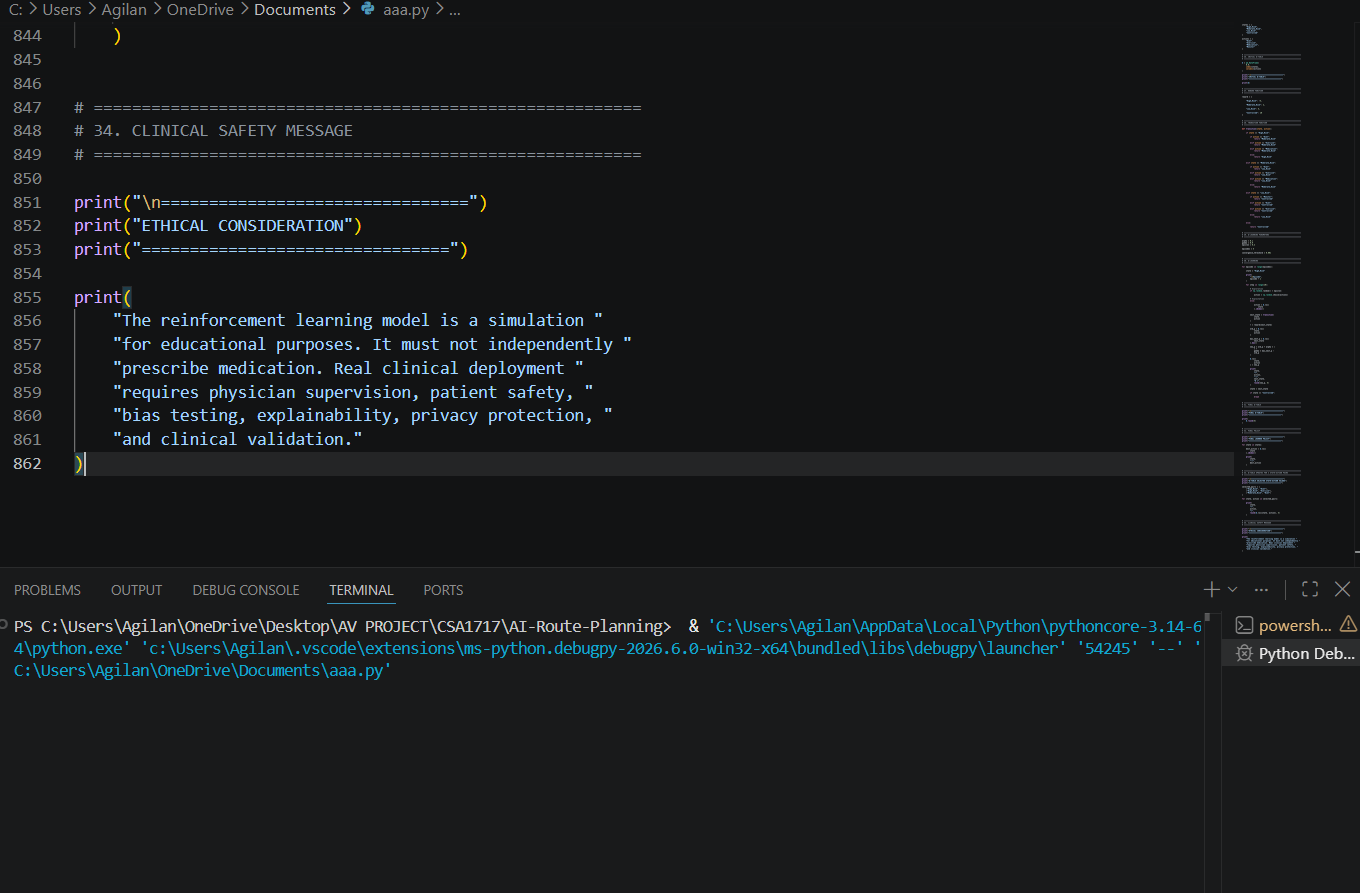 C: > Users > Agilan > OneDrive > Documents > aaa.py > ...
844     )
845
846
847 # =========================================================
848 # 34. CLINICAL SAFETY MESSAGE
849 # =========================================================
850
851 print("\n================================")
852 print("ETHICAL CONSIDERATION")
853 print("================================")
854
855 print(
856     "The reinforcement learning model is a simulation "
857     "for educational purposes. It must not independently "
858     "prescribe medication. Real clinical deployment "
859     "requires physician supervision, patient safety, "
860     "bias testing, explainability, privacy protection, "
861     "and clinical validation."
862 )
PROBLEMS OUTPUT DEBUG CONSOLE TERMINAL PORTS
PS C:\Users\Agilan\OneDrive\Desktop\AV PROJECT\CSA1717\AI-Route-Planning>  & 'C:\Users\Agilan\AppData\Local\Python\pythoncore-3.14-6
4\python.exe' 'c:\Users\Agilan\.vscode\extensions\ms-python.debugpy-2026.6.0-win32-x64\bundled\libs\debugpy\launcher' '54245' '--' '
C:\Users\Agilan\OneDrive\Documents\aaa.py'
powersh...
Python Deb...